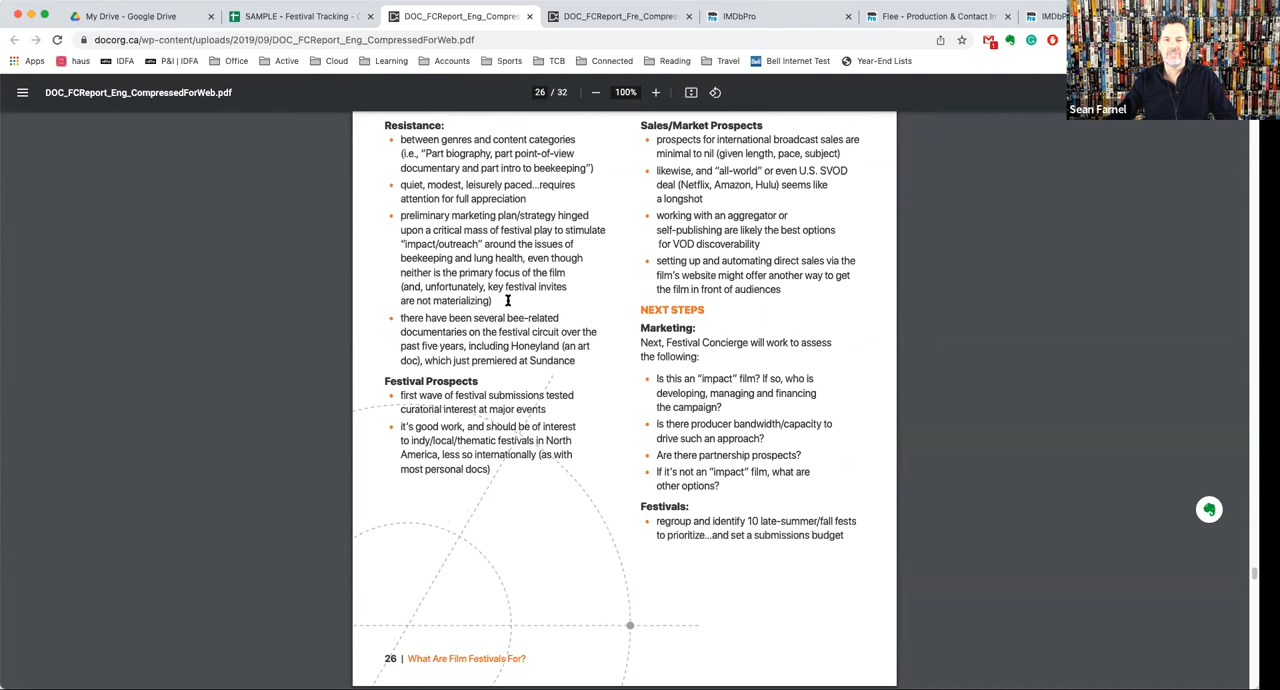 My Drive - Google Drive
SAMPLE - Festival Tracking -
DOC_FCReport_Eng_Compres
DOC_FCReport_Fre_Compres
IMDbPro
Flee - Production & Contact In
IMDbP
docorg.ca/wp-content/uploads/2019/09/DOC_FCReport_Eng_CompressedForWeb.pdf
1
Apps
haus
IDFA
P&I | IDFA
Office
Active
Cloud
Learning
Accounts
Sports
TCB
Connected
Reading
Travel
Bell
Bell Internet Test
Year-End Lists
Sean Farnel
DOC_FCReport_Eng_CompressedForWeb.pdf
26 / 32
100%
Resistance:
• between genres and content categories
(i.e., “Part biography, part point-of-view
documentary and part intro to beekeeping”)
• quiet, modest, leisurely paced...requires
attention for full appreciation
• preliminary marketing plan/strategy hinged
upon a critical mass of festival play to stimulate
“impact/outreach” around the issues of
beekeeping and lung health, even though
neither is the primary focus of the film
(and, unfortunately, key festival invites
are not materializing)
• there have been several bee-related
documentaries on the festival circuit over the
past five years, including Honeyland (an art
doc), which just premiered at Sundance
Festival Prospects
• first wave of festival submissions tested
curatorial interest at major events
• it's good work, and should be of interest
to indy/local/thematic festivals in North
America, less so internationally (as with
most personal docs)
Sales/Market Prospects
• prospects for international broadcast sales are
minimal to nil (given length, pace, subject)
• likewise, and “all-world” or even U.S. SVOD
deal (Netflix, Amazon, Hulu) seems like
a longshot
• working with an aggregator or
self-publishing are likely the best options
for VOD discoverability
• setting up and automating direct sales via the
film's website might offer another way to get
the film in front of audiences
NEXT STEPS
Marketing:
Next, Festival Concierge will work to assess
the following:
• Is this an “impact” film? If so, who is
developing, managing and financing
the campaign?
• Is there producer bandwidth/capacity to
drive such an approach?
• Are there partnership prospects?
• If it's not an “impact” film, what are
other options?
Festivals:
• regroup and identify 10 late-summer/fall fests
to prioritize...and set a submissions budget
26 | What Are Film Festivals For?